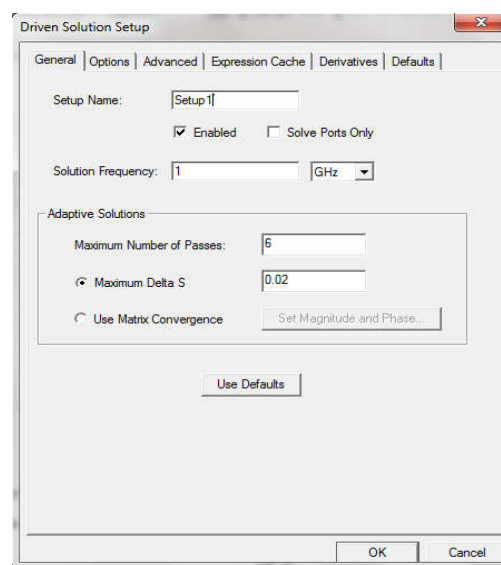 Driven Solution Setup
General Options Advanced Expression Cache Derivatives Defaults
Setup Name: Setup1
Enabled Solve Ports Only
Solution Frequency: 1 GHz
Adaptive Solutions
Maximum Number of Passes: 6
Maximum Delta S 0.02
Use Matrix Convergence Set Magnitude and Phase...
Use Defaults
OK Cancel